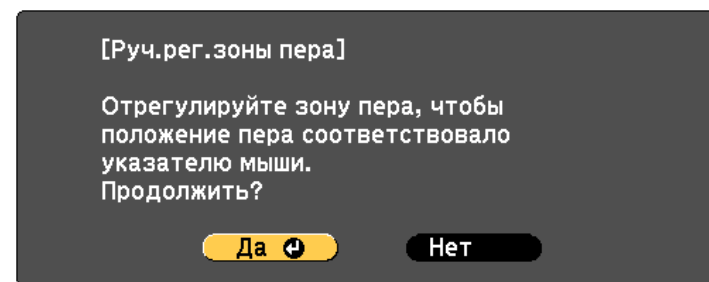 [Руч.рег.зоны пера]
Отрегулируйте зону пера, чтобы
положение пера соответствовало
указателю мыши.
Продолжить?
Да Нет